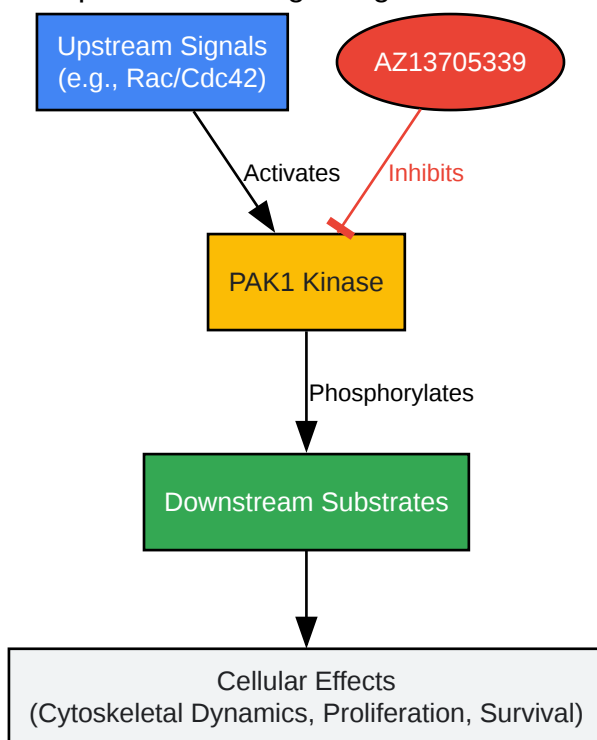 Upstream Signals
(e.g., Rac/Cdc42)
AZ13705339
Activates
Inhibits
PAK1 Kinase
Phosphorylates
Downstream Substrates
Cellular Effects
(Cytoskeletal Dynamics, Proliferation, Survival)